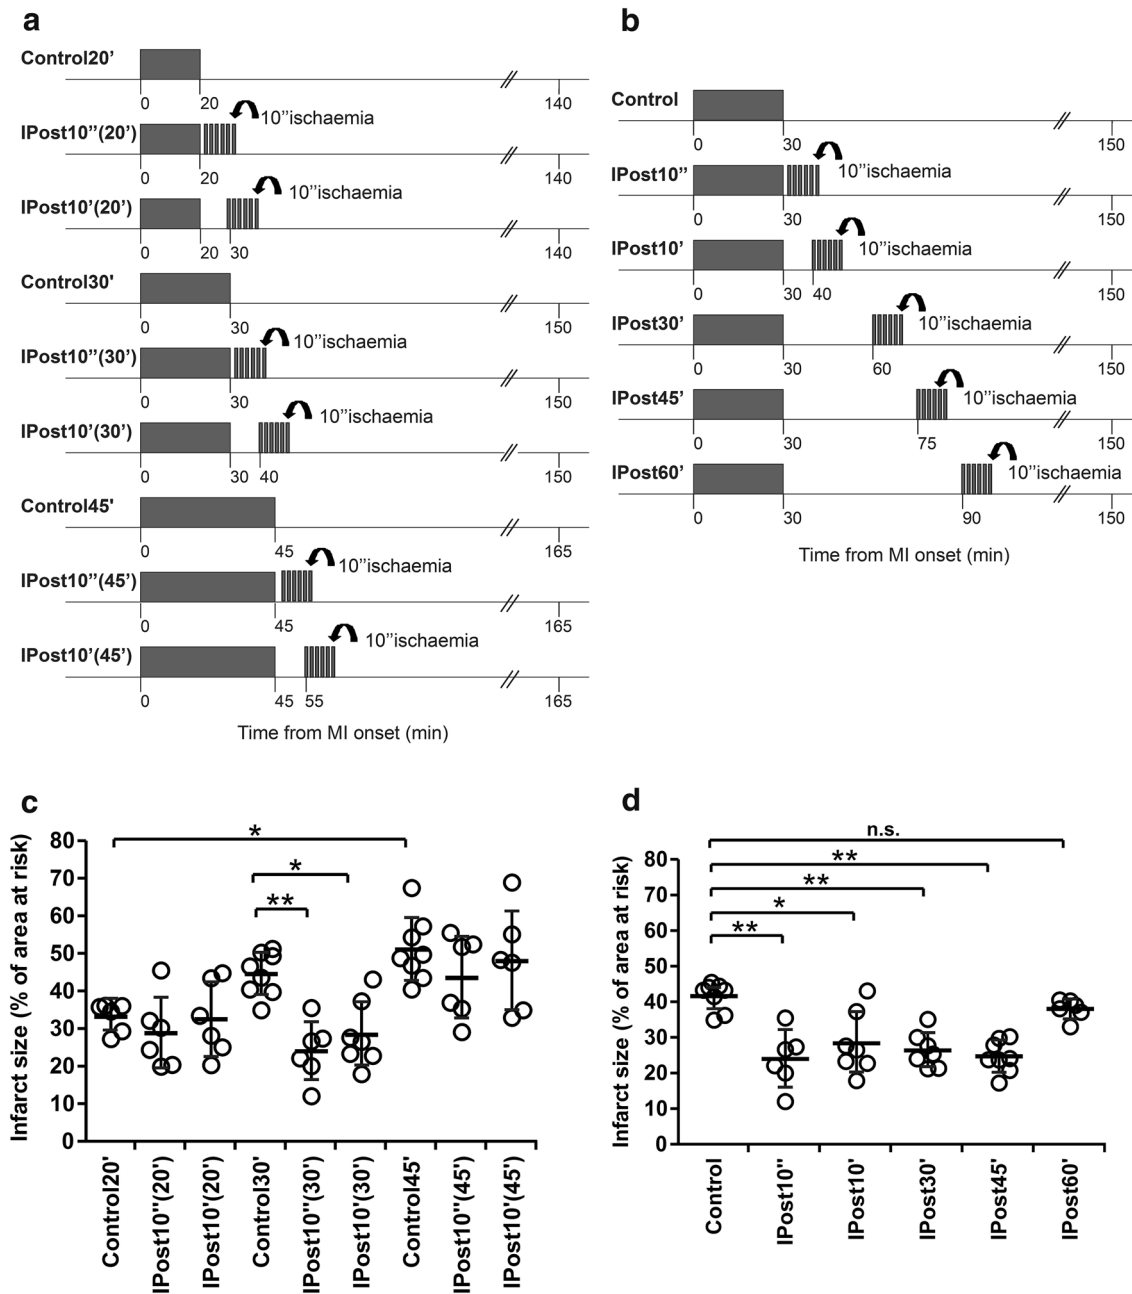 a
Control20’
0 20 140
IPost10’’(20’) 10’’ischaemia
0 20 140
IPost10’(20’) 10’’ischaemia
0 20 30 140
Control30’
0 30 150
IPost10’’(30’) 10’’ischaemia
0 30 150
IPost10’(30’) 10’’ischaemia
0 30 40 150
Control45'
0 45 165
IPost10’’(45’) 10’’ischaemia
0 45 165
IPost10’(45’) 10’’ischaemia
0 45 55 165
Time from MI onset (min)
b
Control
0 30 150
IPost10’’ 10’’ischaemia
0 30 150
IPost10’ 10’’ischaemia
0 30 40 150
IPost30’ 10’’ischaemia
0 60 150
IPost45’ 10’’ischaemia
0 30 75 150
IPost60’ 10’’ischaemia
0 30 90 150
Time from MI onset (min)
c
Infarct size (% of area at risk)
80
70
60
50
40
30
20
10
0
*
*
**
Control20'
IPost10''(20')
IPost10'(20')
Control30'
IPost10''(30')
IPost10'(30')
Control45'
IPost10''(45')
IPost10'(45')
d
Infarct size (% of area at risk)
80
70
60
50
40
30
20
10
0
n.s.
**
**
*
**
Control
IPost10''
IPost10'
IPost30'
IPost45'
IPost60'